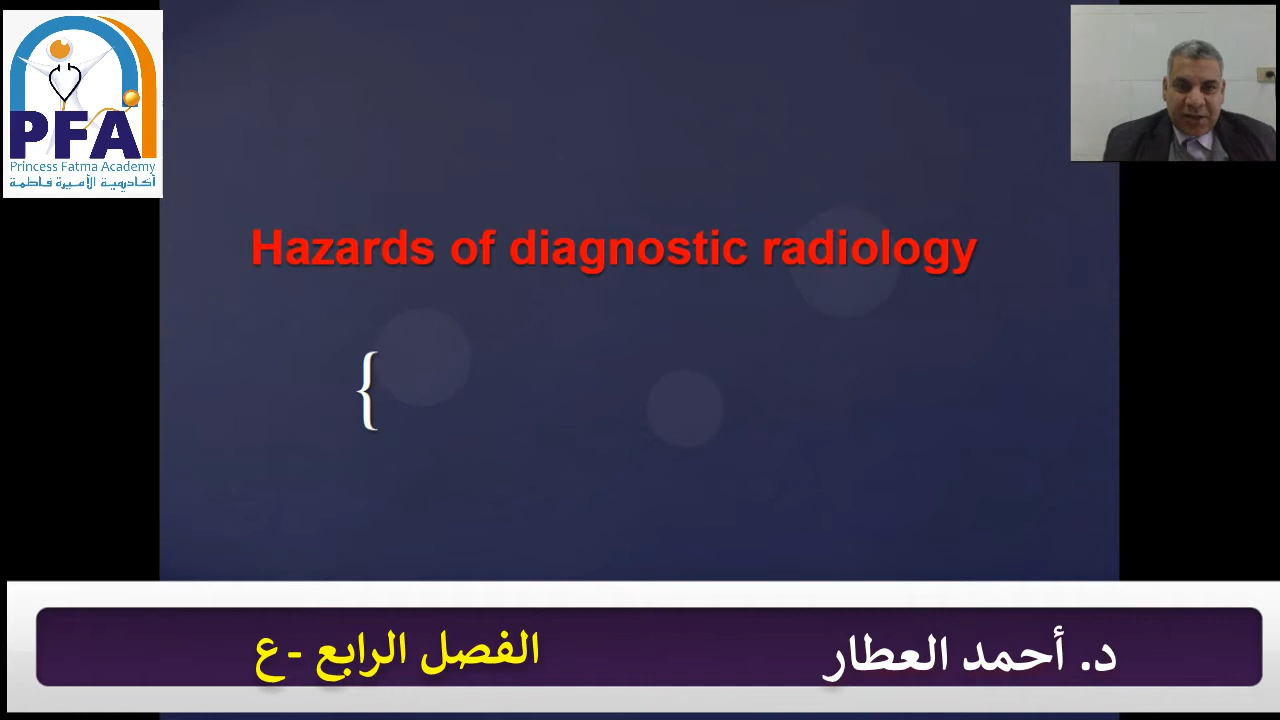 PFA
Princess Fatma Academy
أكاديمية الأميرة فاطمة
Hazards of diagnostic radiology
{
د. أحمد العطار
الفصل الرابع - ع